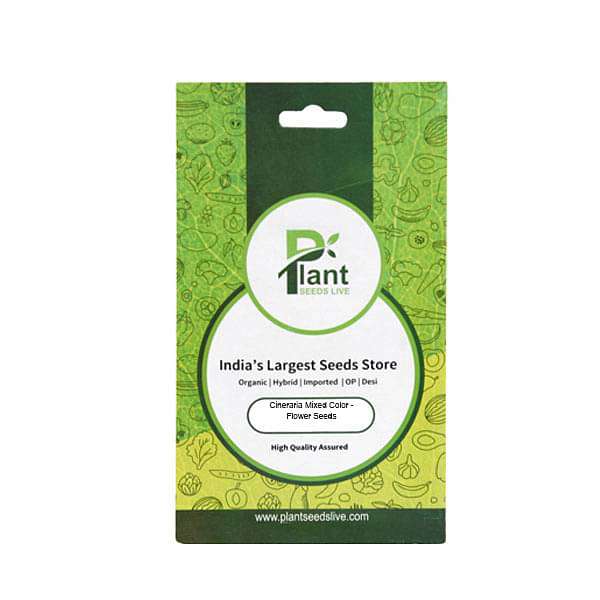 Plant
SEEDS LIVE
India's Largest Seeds Store
Organic | Hybrid | Imported | OP | Desi
Cineraria Mixed Color -
Flower Seeds
High Quality Assured
www.plantseedslive.com